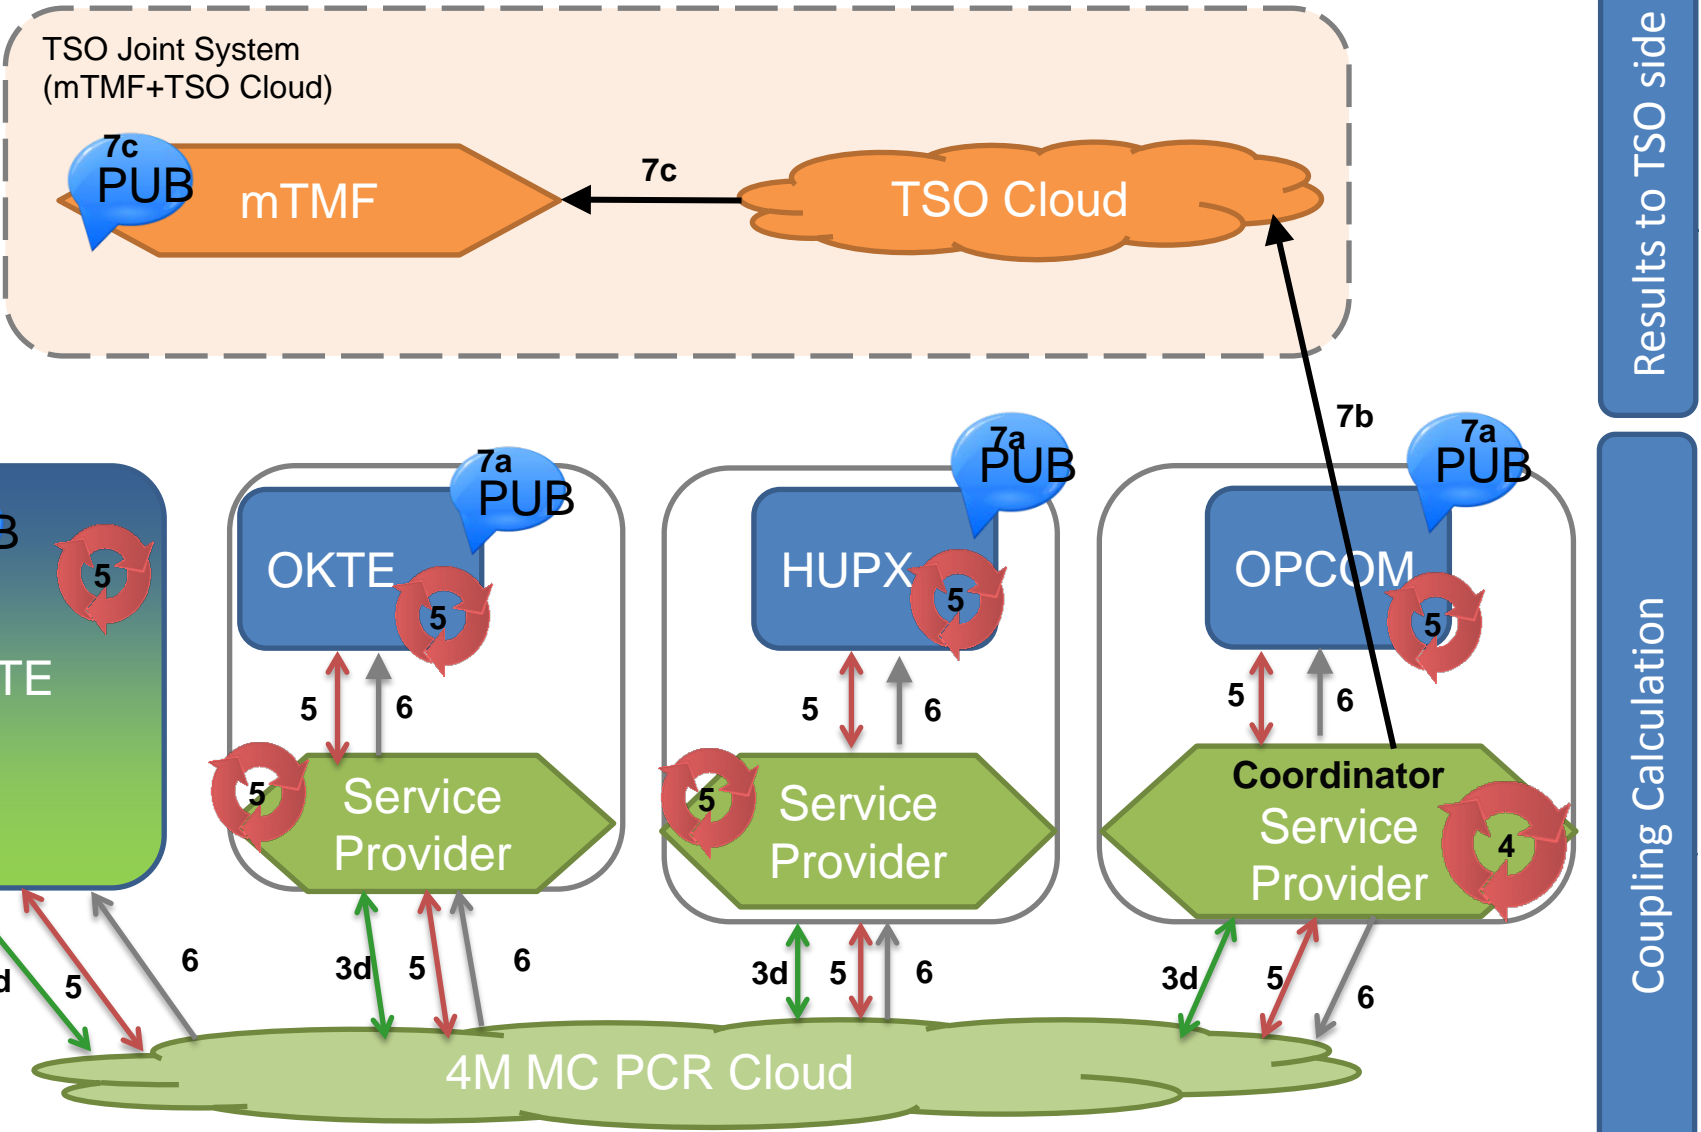 TSO Joint System
(mTMF+TSO Cloud)
7c
PUB
mTMF
7c
TSO Cloud
Results to TSO side
7b
B
5
TE
7a
PUB
OKTE
5
7a
PUB
HUPX
5
7a
PUB
OPCOM
5
5
6
5
6
5
6
5
Service
Provider
5
Service
Provider
Coordinator
Service
Provider
4
Coupling Calculation
d
5
6
3d
5
6
3d
5
6
3d
5
6
4M MC PCR Cloud